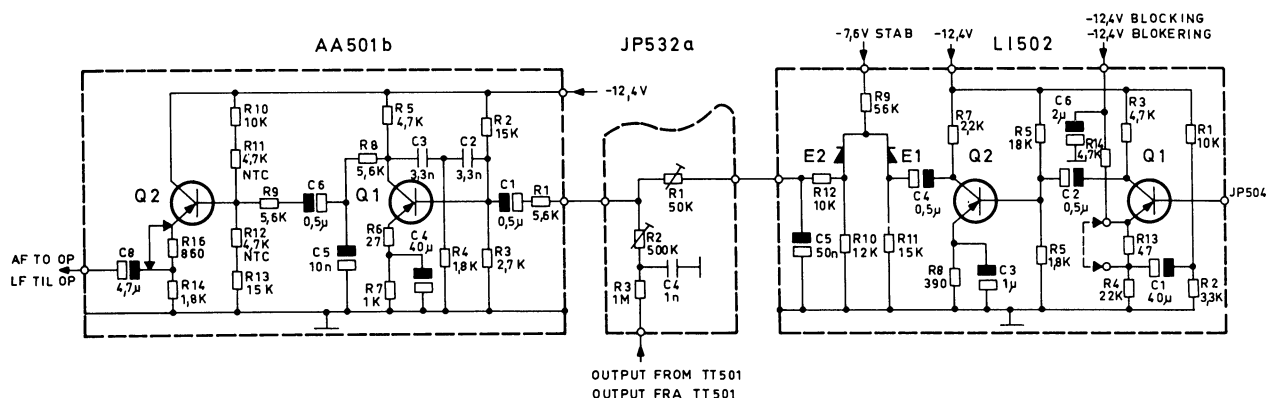 AA501b
JP532a
-7,6V STAB
-12,4V
LI502
-12,4V BLOCKING
-12,4V BLOKERING
-12,4V
R10
10K
R11
4,7K
NTC
Q2
R9
5,6K
R12
4,7K
NTC
R13
15K
R16
860
R14
1,8K
C8
4,7µ
AF TO OP
LF TIL OP
C6
0,5µ
C5
10n
R8
5,6K
R5
4,7K
C3
3,3n
C2
3,3n
R2
15K
Q1
R6
27
C4
40µ
R7
1K
R4
1,8K
R3
2,7K
C1
0,5µ
R1
5,6K
R1
50K
R2
500K
R3
1M
C4
1n
OUTPUT FROM TT501
OUTPUT FRA TT501
R9
56K
E2
E1
R12
10K
C5
50n
R10
12K
R11
15K
C4
0,5µ
R7
2,2K
Q2
R8
390
C3
1µ
R5
18K
R5
1,8K
C6
2µ
R14
4,7K
C2
0,5µ
R3
4,7K
Q1
R1
10K
JP504
R13
47
R4
22K
C1
40µ
R2
3,3K